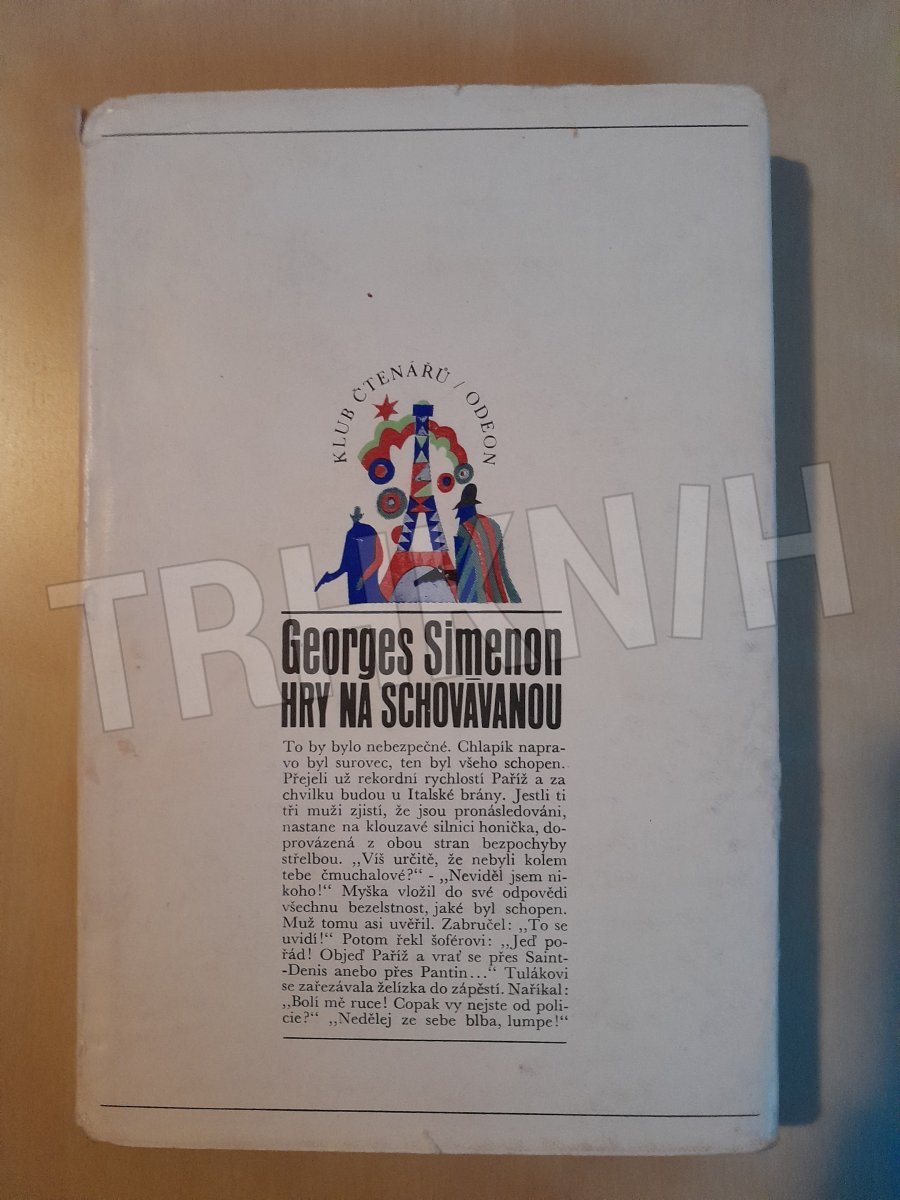 KLUB ČTENÁŘŮ / ODEON
TRHKNIH
Georges Simenon
HRY NA SCHOVÁVANOU
To by bylo nebezpečné. Chlapík napra-
vo byl surovec, ten byl všeho schopen.
Přejeli už rekordní rychlostí Paříž a za
chvilku budou u Italské brány. Jestli ti
tři muži zjistí, že jsou pronásledováni,
nastane na klouzavé silnici honička, do-
provázená z obou stran bezpochyby
střelbou. „Víš určitě, že nebyli kolem
tebe čmuchalové?“ - „Neviděl jsem ni-
koho!“ Myška vložil do své odpovědi
všechnu bezelstnost, jaké byl schopen.
Muž tomu asi uvěřil. Zabručel: „To se
uvidí!“ Potom řekl šoférovi: „Jeď po-
řád! Objeď Paříž a vrať se přes Saint-
-Denis anebo přes Pantin...“ Tulákovi
se zařezávala želízka do zápěstí. Naříkal:
„Bolí mě ruce! Copak vy nejste od poli-
cie?“ „Nedělej ze sebe blba, lumpe!“